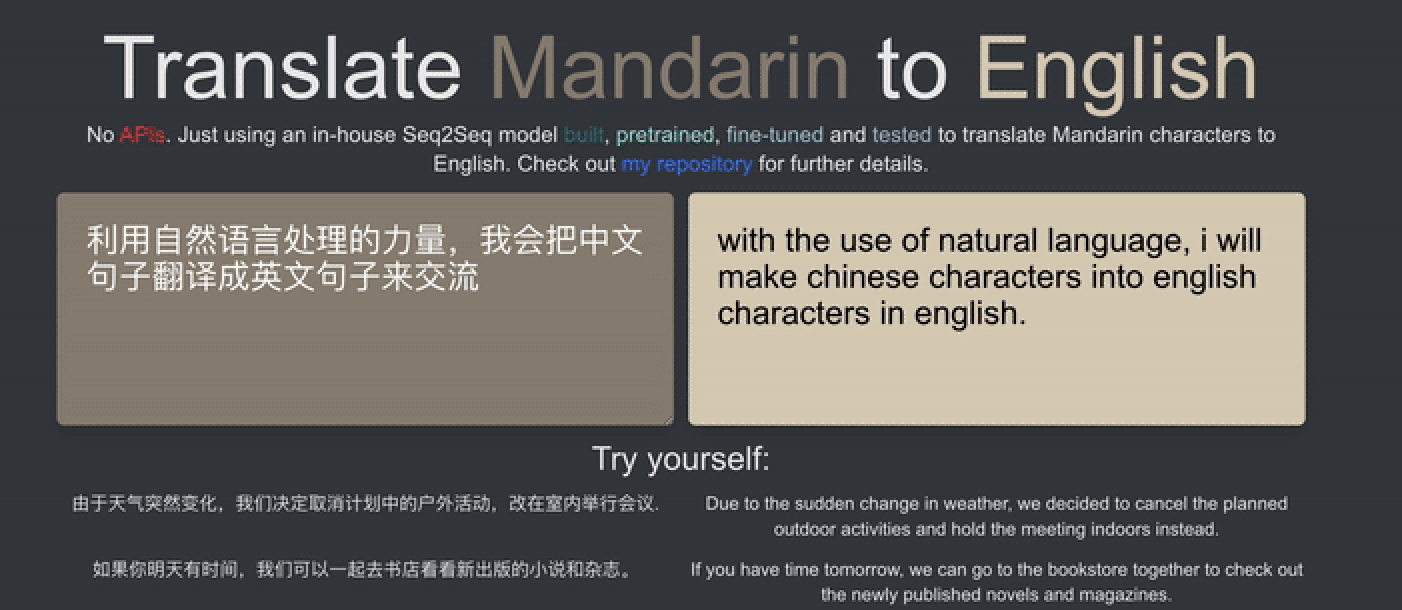 Translate Mandarin to English
No APIs. Just using an in-house Seq2Seq model built, pretrained, fine-tuned and tested to translate Mandarin characters to
English. Check out my repository for further details.
利用自然语言处理的力量，我会把中文
句子翻译成英文句子来交流
with the use of natural language, i will
make chinese characters into english
characters in english.
Try yourself:
由于天气突然变化，我们决定取消计划中的户外活动，改在室内举行会议.
Due to the sudden change in weather, we decided to cancel the planned
outdoor activities and hold the meeting indoors instead.
如果你明天有时间，我们可以一起去书店看看新出版的小说和杂志。
If you have time tomorrow, we can go to the bookstore together to check out
the newly published novels and magazines.